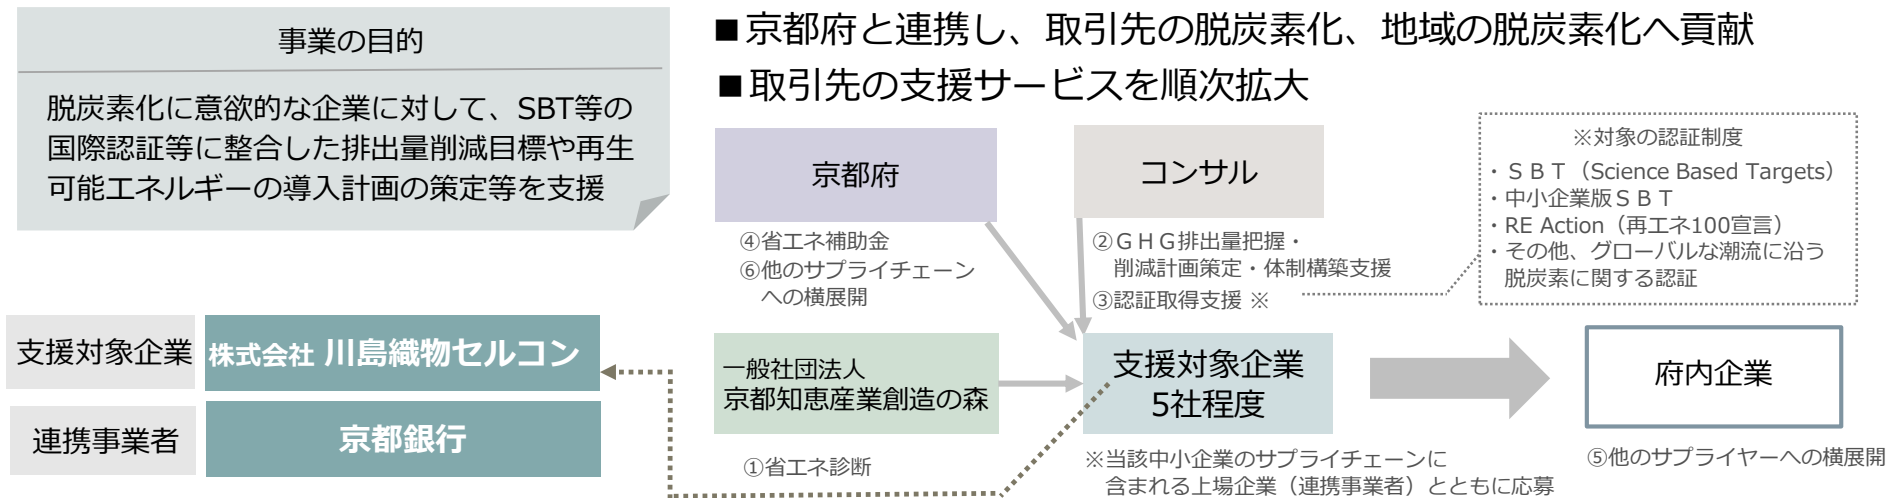 事業の目的
脱炭素化に意欲的な企業に対して、SBT等の
国際認証等に整合した排出量削減目標や再生
可能エネルギーの導入計画の策定等を支援
■京都府と連携し、取引先の脱炭素化、地域の脱炭素化へ貢献
■取引先の支援サービスを順次拡大
京都府
コンサル
※対象の認証制度
・ＳＢＴ（Science Based Targets）
・中小企業版ＳＢＴ
・RE Action（再エネ100宣言）
・その他、グローバルな潮流に沿う
脱炭素に関する認証
④省エネ補助金
⑥他のサプライチェーン
への横展開
②ＧＨＧ排出量把握・
削減計画策定・体制構築支援
③認証取得支援 ※
支援対象企業
株式会社 川島織物セルコン
連携事業者
京都銀行
一般社団法人
京都知恵産業創造の森
支援対象企業
5社程度
府内企業
①省エネ診断
※当該中小企業のサプライチェーンに
含まれる上場企業（連携事業者）とともに応募
⑤他のサプライヤーへの横展開